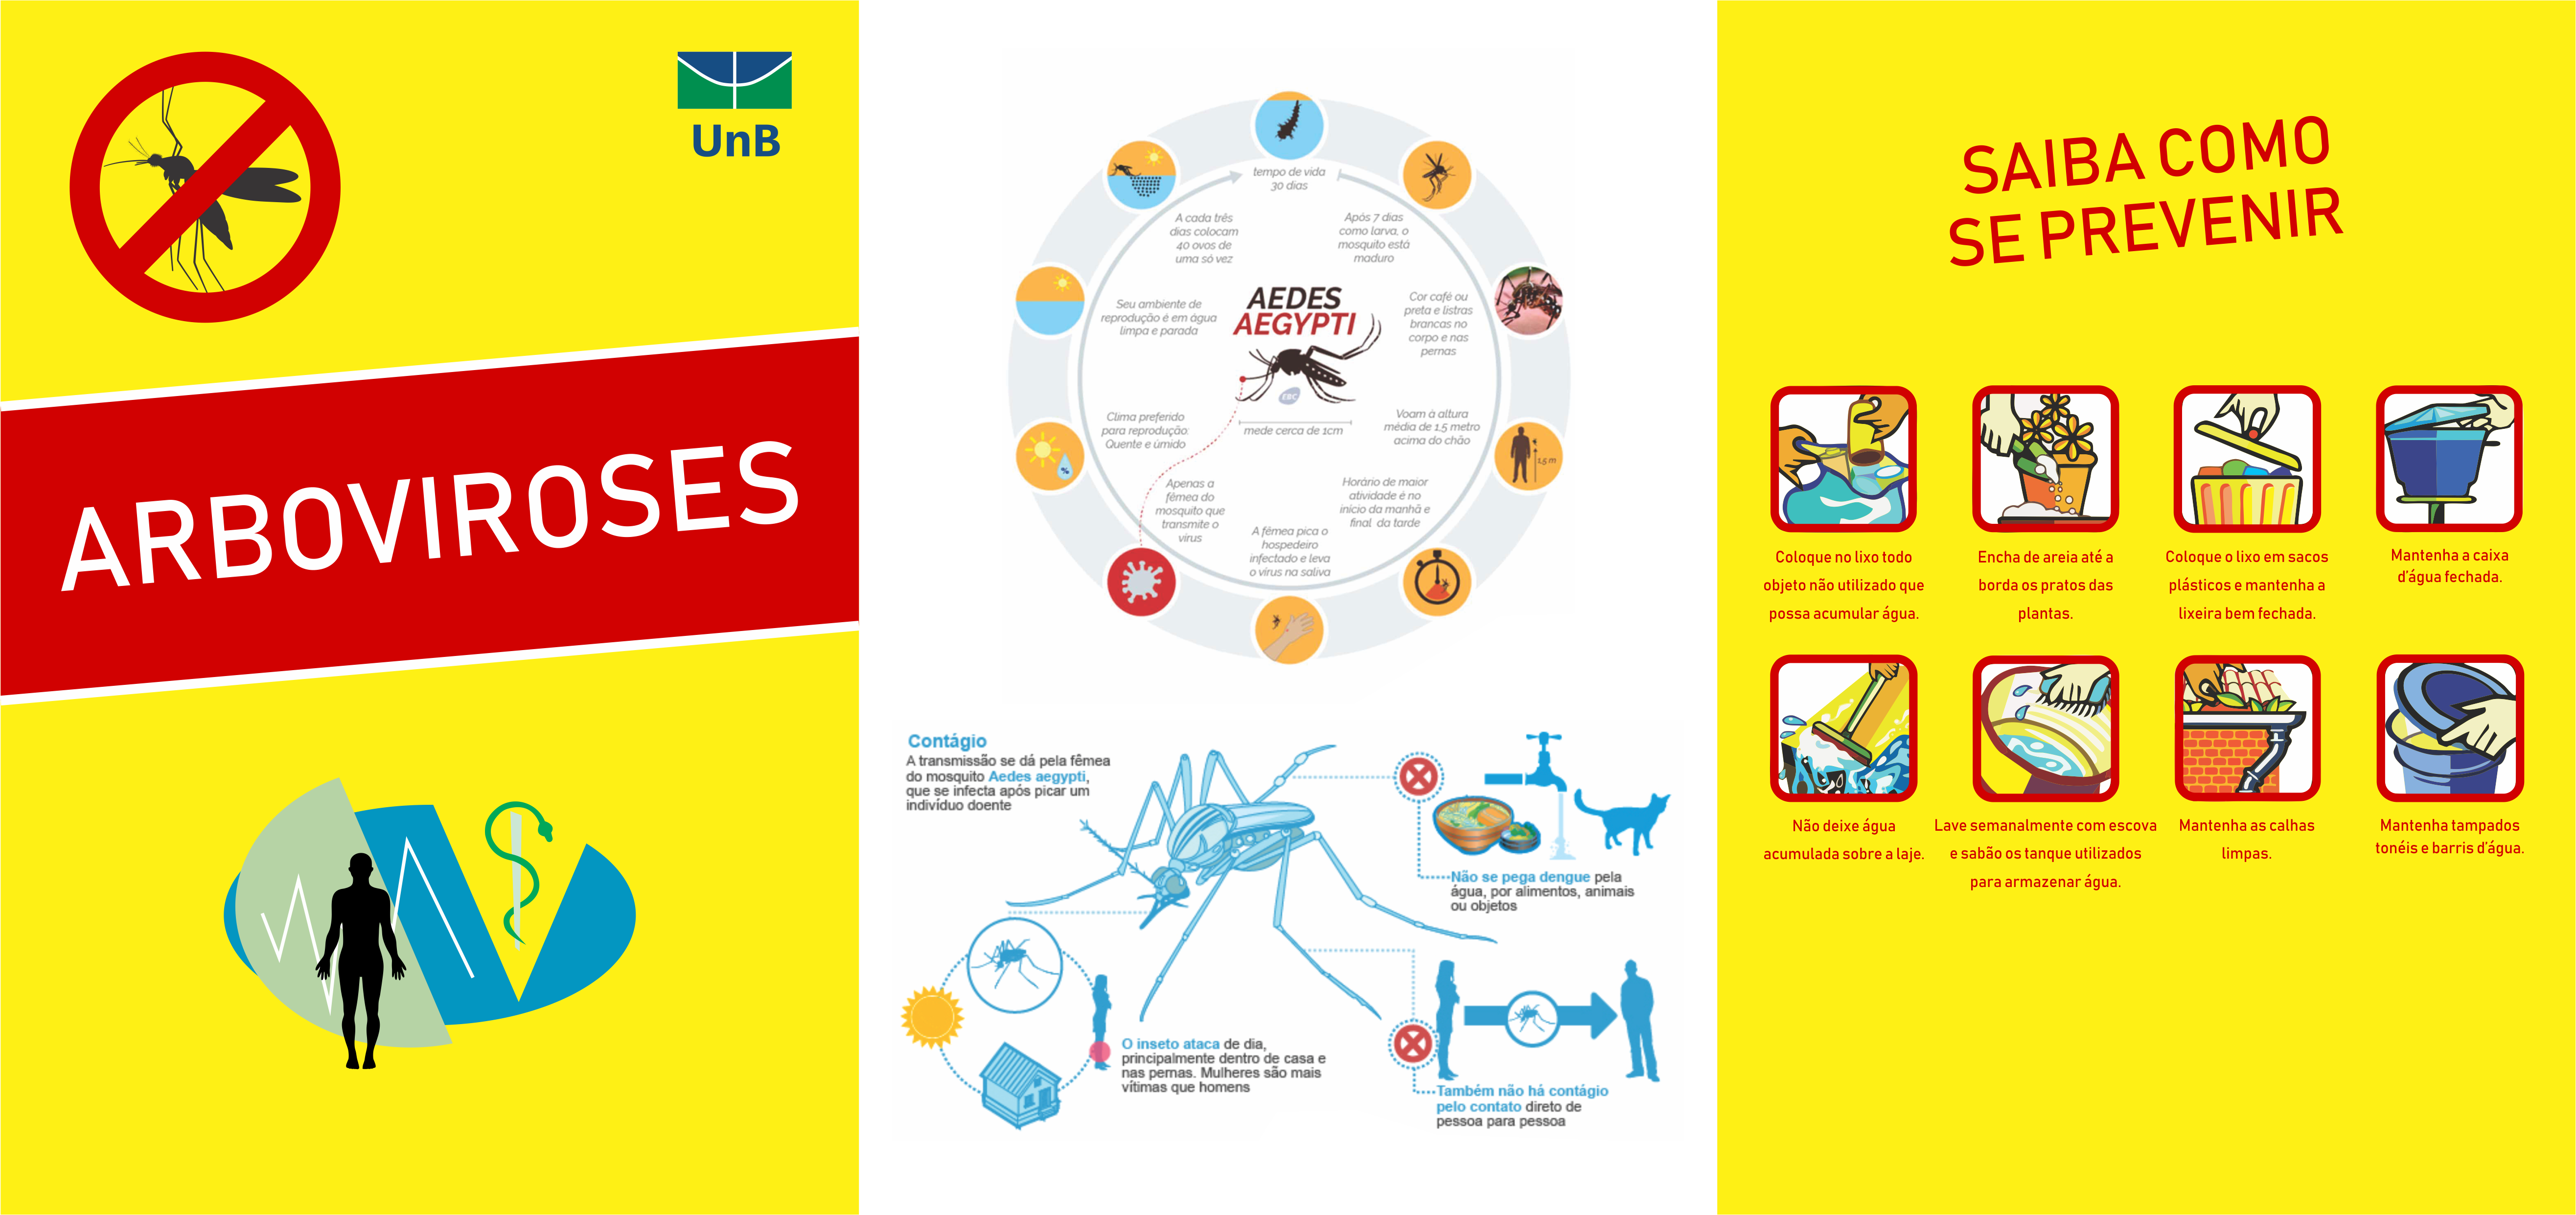 UnB
ARBOVIROSES
tempo de vida
30 dias
Após 7 dias
como larva, o
mosquito está
maduro
Cor café ou
preta e listras
brancas no
corpo e nas
pernas
Voam à altura
média de 1,5 metro
acima do chão
1,5 m
Horário de maior
atividade é no
início da manhã e
final da tarde
A fêmea pica o
hospedeiro
infectado e leva
o vírus na saliva
Apenas a
fêmea do
mosquito que
transmite o
vírus
Clima preferido
para reprodução:
Quente e úmido
%
Seu ambiente de
reprodução é em água
limpa e parada
A cada três
dias colocam
40 ovos de
uma só vez
AEDES
AEGYPTI
EBC
mede cerca de 1cm
Contágio
A transmissão se dá pela fêmea
do mosquito Aedes aegypti,
que se infecta após picar um
indivíduo doente
Não se pega dengue pela
água, por alimentos, animais
ou objetos
O inseto ataca de dia,
principalmente dentro de casa e
nas pernas. Mulheres são mais
vítimas que homens
Também não há contágio
pelo contato direto de
pessoa para pessoa
SAIBA COMO
SE PREVENIR
Coloque no lixo todo
objeto não utilizado que
possa acumular água.
Encha de areia até a
borda os pratos das
plantas.
Coloque o lixo em sacos
plásticos e mantenha a
lixeira bem fechada.
Mantenha a caixa
d'água fechada.
Não deixe água
acumulada sobre a laje.
Lave semanalmente com escova
e sabão os tanque utilizados
para armazenar água.
Mantenha as calhas
limpas.
Mantenha tampados
tonéis e barris d'água.